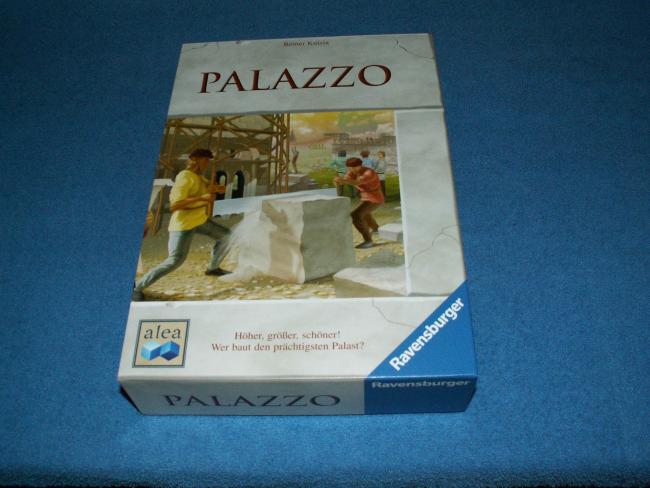 Reiner Knizia
PALAZZO
alea
Höher, größer, schöner!
Wer baut den prächtigsten Palast?
Ravensburger
Ravensburger
PALAZZO